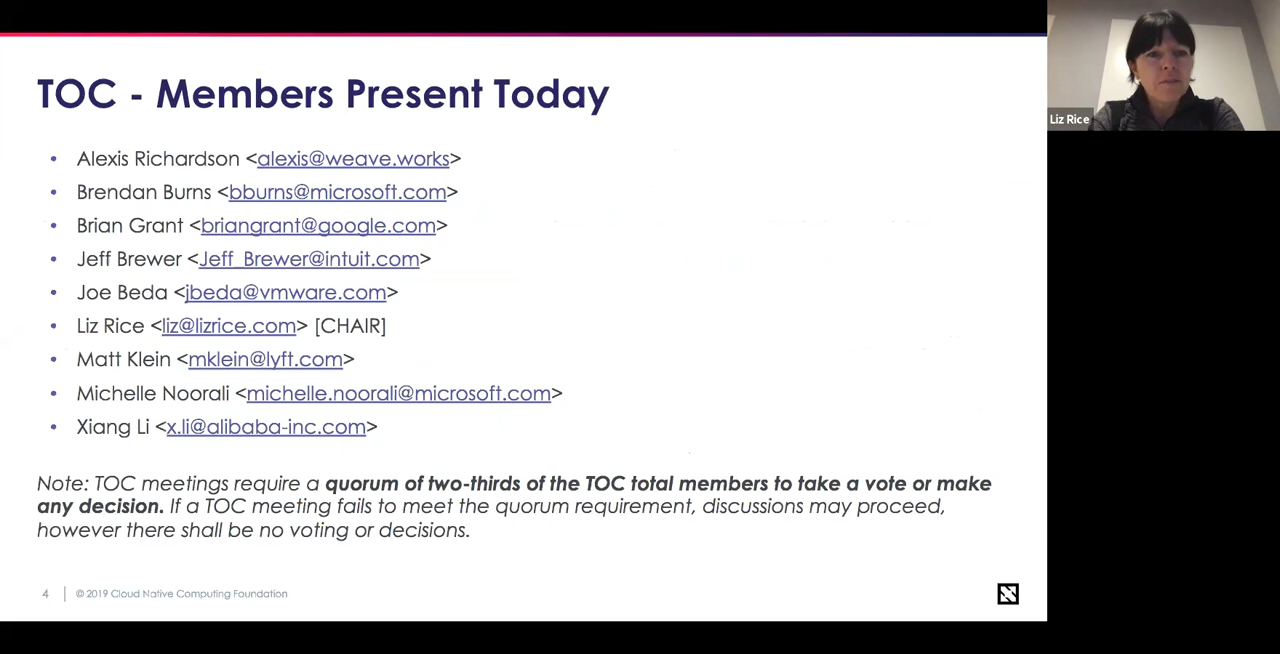 TOC - Members Present Today
Liz Rice
• Alexis Richardson <alexis@weave.works>
• Brendan Burns <bburns@microsoft.com>
• Brian Grant <briangrant@google.com>
• Jeff Brewer <Jeff_Brewer@intuit.com>
• Joe Beda <jbeda@vmware.com>
• Liz Rice <liz@lizrice.com> [CHAIR]
• Matt Klein <mklein@lyft.com>
• Michelle Noorali <michelle.noorali@microsoft.com>
• Xiang Li <x.li@alibaba-inc.com>
Note: TOC meetings require a quorum of two-thirds of the TOC total members to take a vote or make
any decision. If a TOC meeting fails to meet the quorum requirement, discussions may proceed,
however there shall be no voting or decisions.
4 | © 2019 Cloud Native Computing Foundation